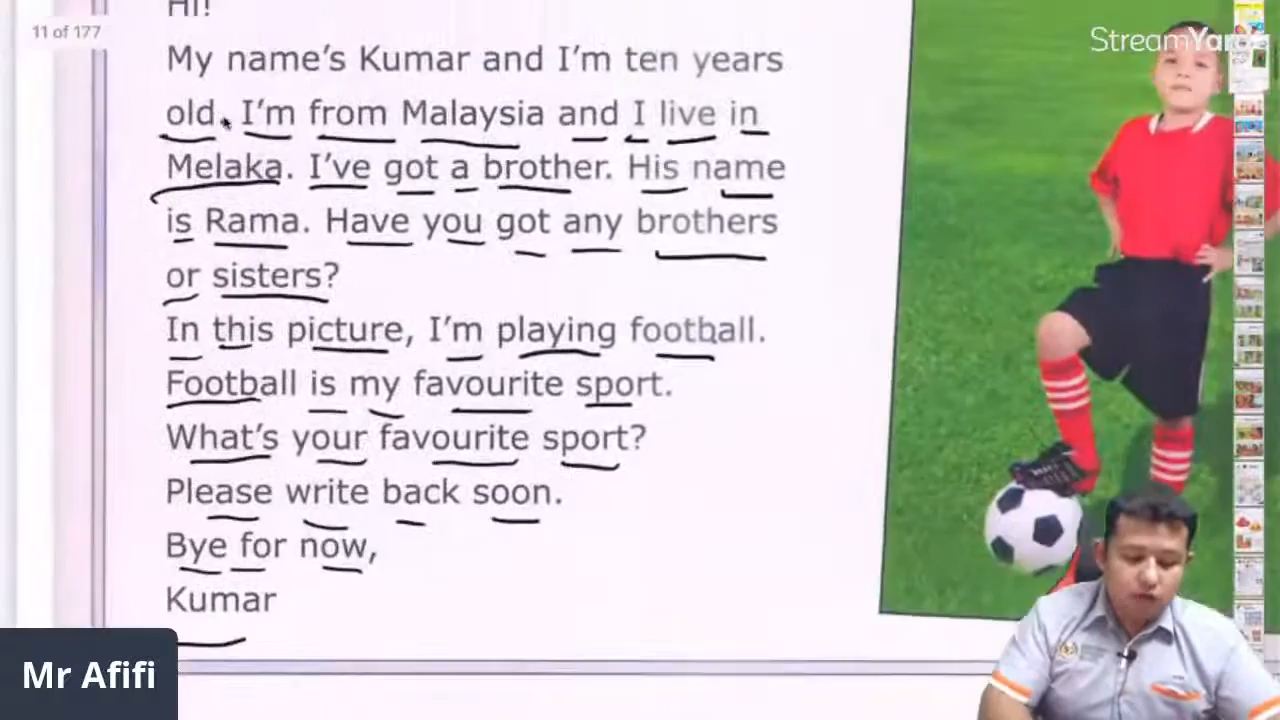 Hi!
11 of 177
StreamYard
My name's Kumar and I'm ten years
old. I'm from Malaysia and I live in
Melaka. I've got a brother. His name
is Rama. Have you got any brothers
or sisters?
In this picture, I'm playing football.
Football is my favourite sport.
What's your favourite sport?
Please write back soon.
Bye for now,
Kumar
Mr Afifi